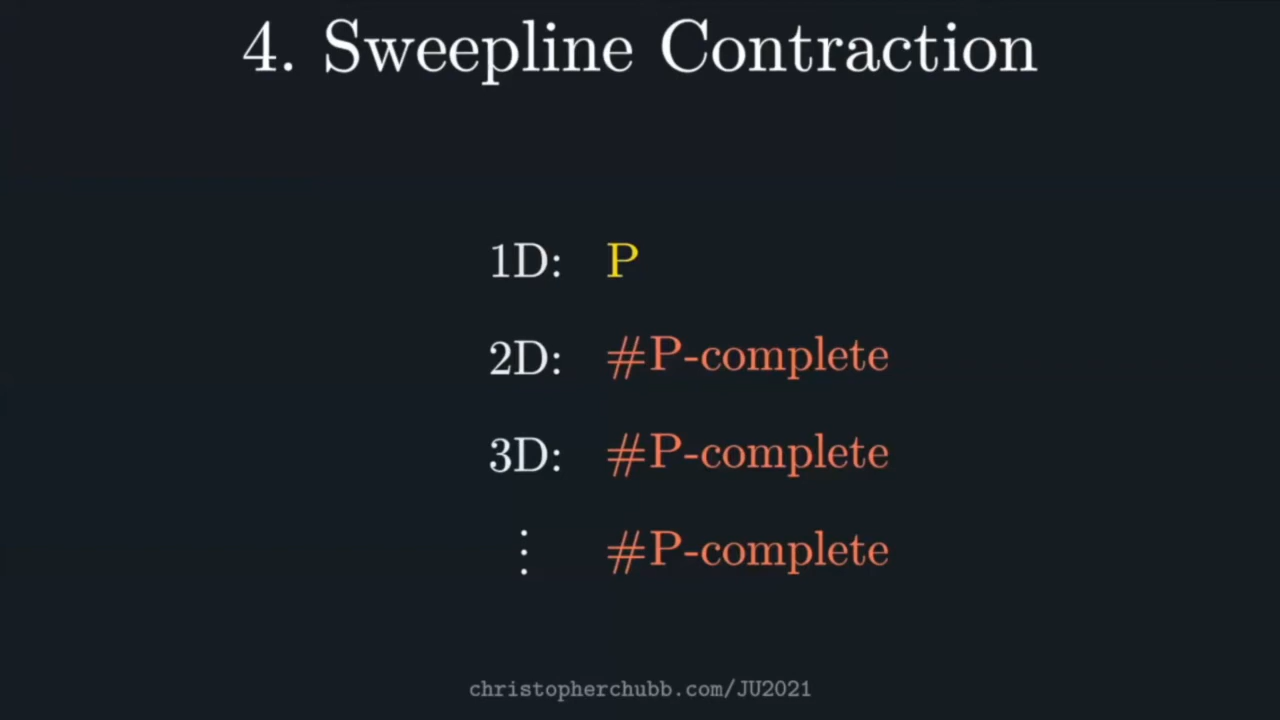 4. Sweepline Contraction
1D: P
2D: #P-complete
3D: #P-complete
⋮ #P-complete
christopherchubb.com/JU2021